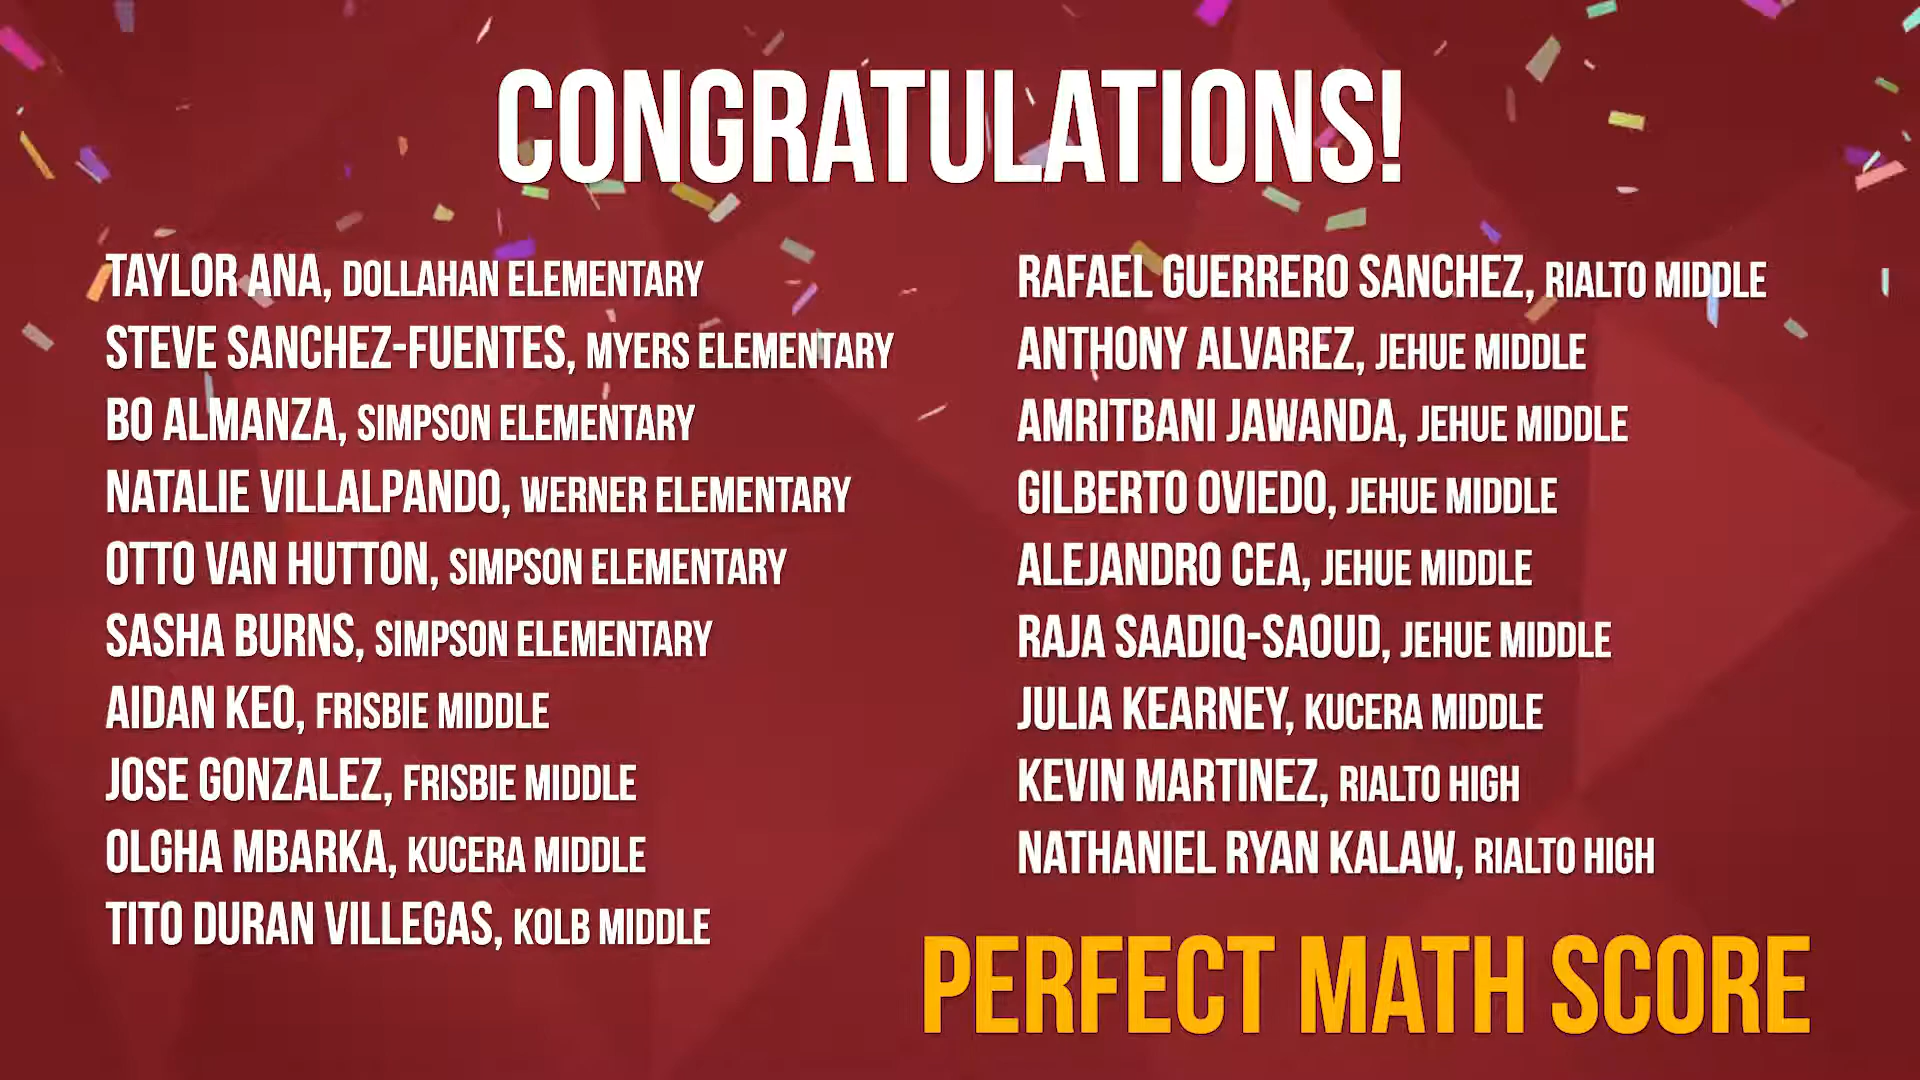 CONGRATULATIONS!
TAYLOR ANA, DOLLAHAN ELEMENTARY
STEVE SANCHEZ-FUENTES, MYERS ELEMENTARY
BO ALMANZA, SIMPSON ELEMENTARY
NATALIE VILLALPANDO, WERNER ELEMENTARY
OTTO VAN HUTTON, SIMPSON ELEMENTARY
SASHA BURNS, SIMPSON ELEMENTARY
AIDAN KEO, FRISBIE MIDDLE
JOSE GONZALEZ, FRISBIE MIDDLE
OLGHA MBARKA, KUCERA MIDDLE
TITO DURAN VILLEGAS, KOLB MIDDLE
RAFAEL GUERRERO SANCHEZ, RIALTO MIDDLE
ANTHONY ALVAREZ, JEHUE MIDDLE
AMRITBANI JAWANDA, JEHUE MIDDLE
GILBERTO OVIEDO, JEHUE MIDDLE
ALEJANDRO CEA, JEHUE MIDDLE
RAJA SAADIQ-SAOUD, JEHUE MIDDLE
JULIA KEARNEY, KUCERA MIDDLE
KEVIN MARTINEZ, RIALTO HIGH
NATHANIEL RYAN KALAW, RIALTO HIGH
PERFECT MATH SCORE